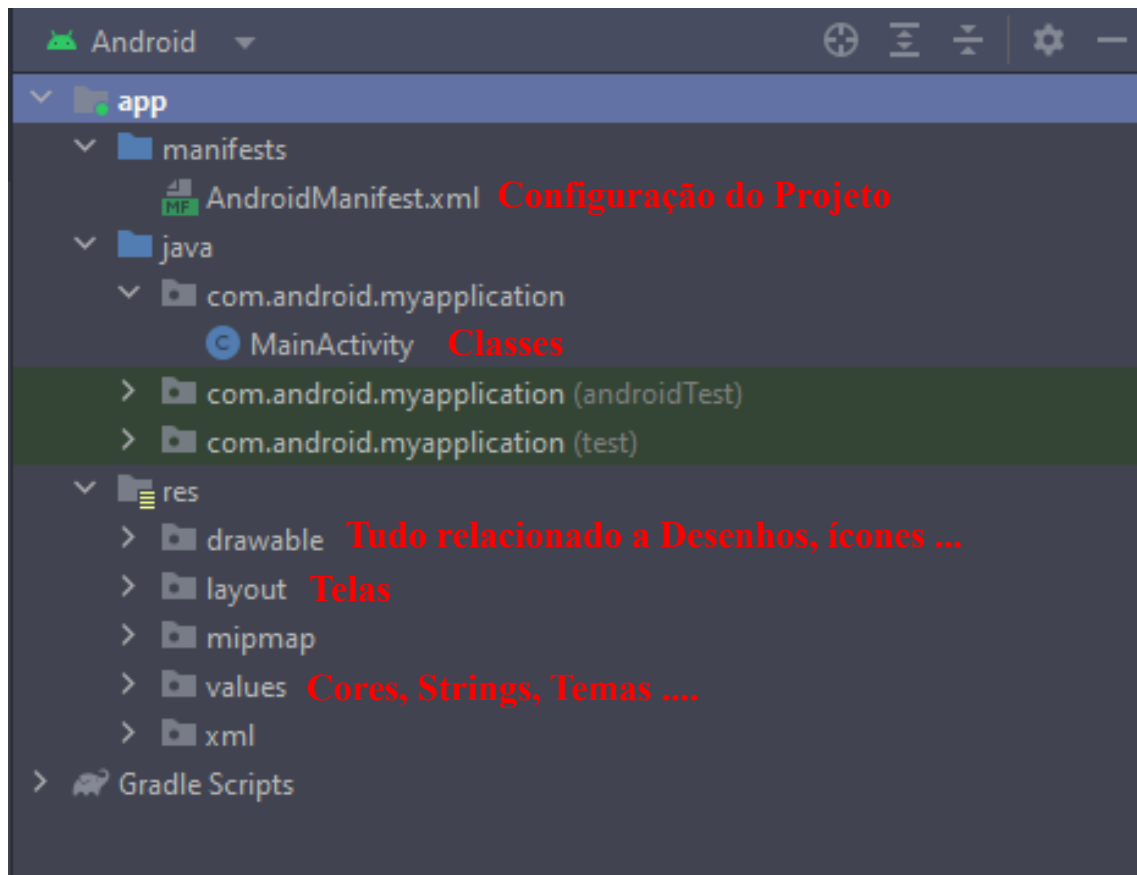 Android
app
manifests
MF AndroidManifest.xml Configuração do Projeto
java
com.android.myapplication
C MainActivity Classes
com.android.myapplication (androidTest)
com.android.myapplication (test)
res
drawable Tudo relacionado a Desenhos, ícones ...
layout Telas
mipmap
values Cores, Strings, Temas ....
xml
Gradle Scripts